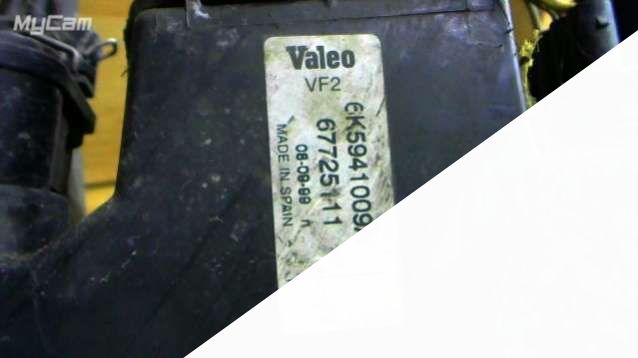 MyCam
Valeo
VF2
6K5941009
67725111
08-09-99
MADE IN SPAIN